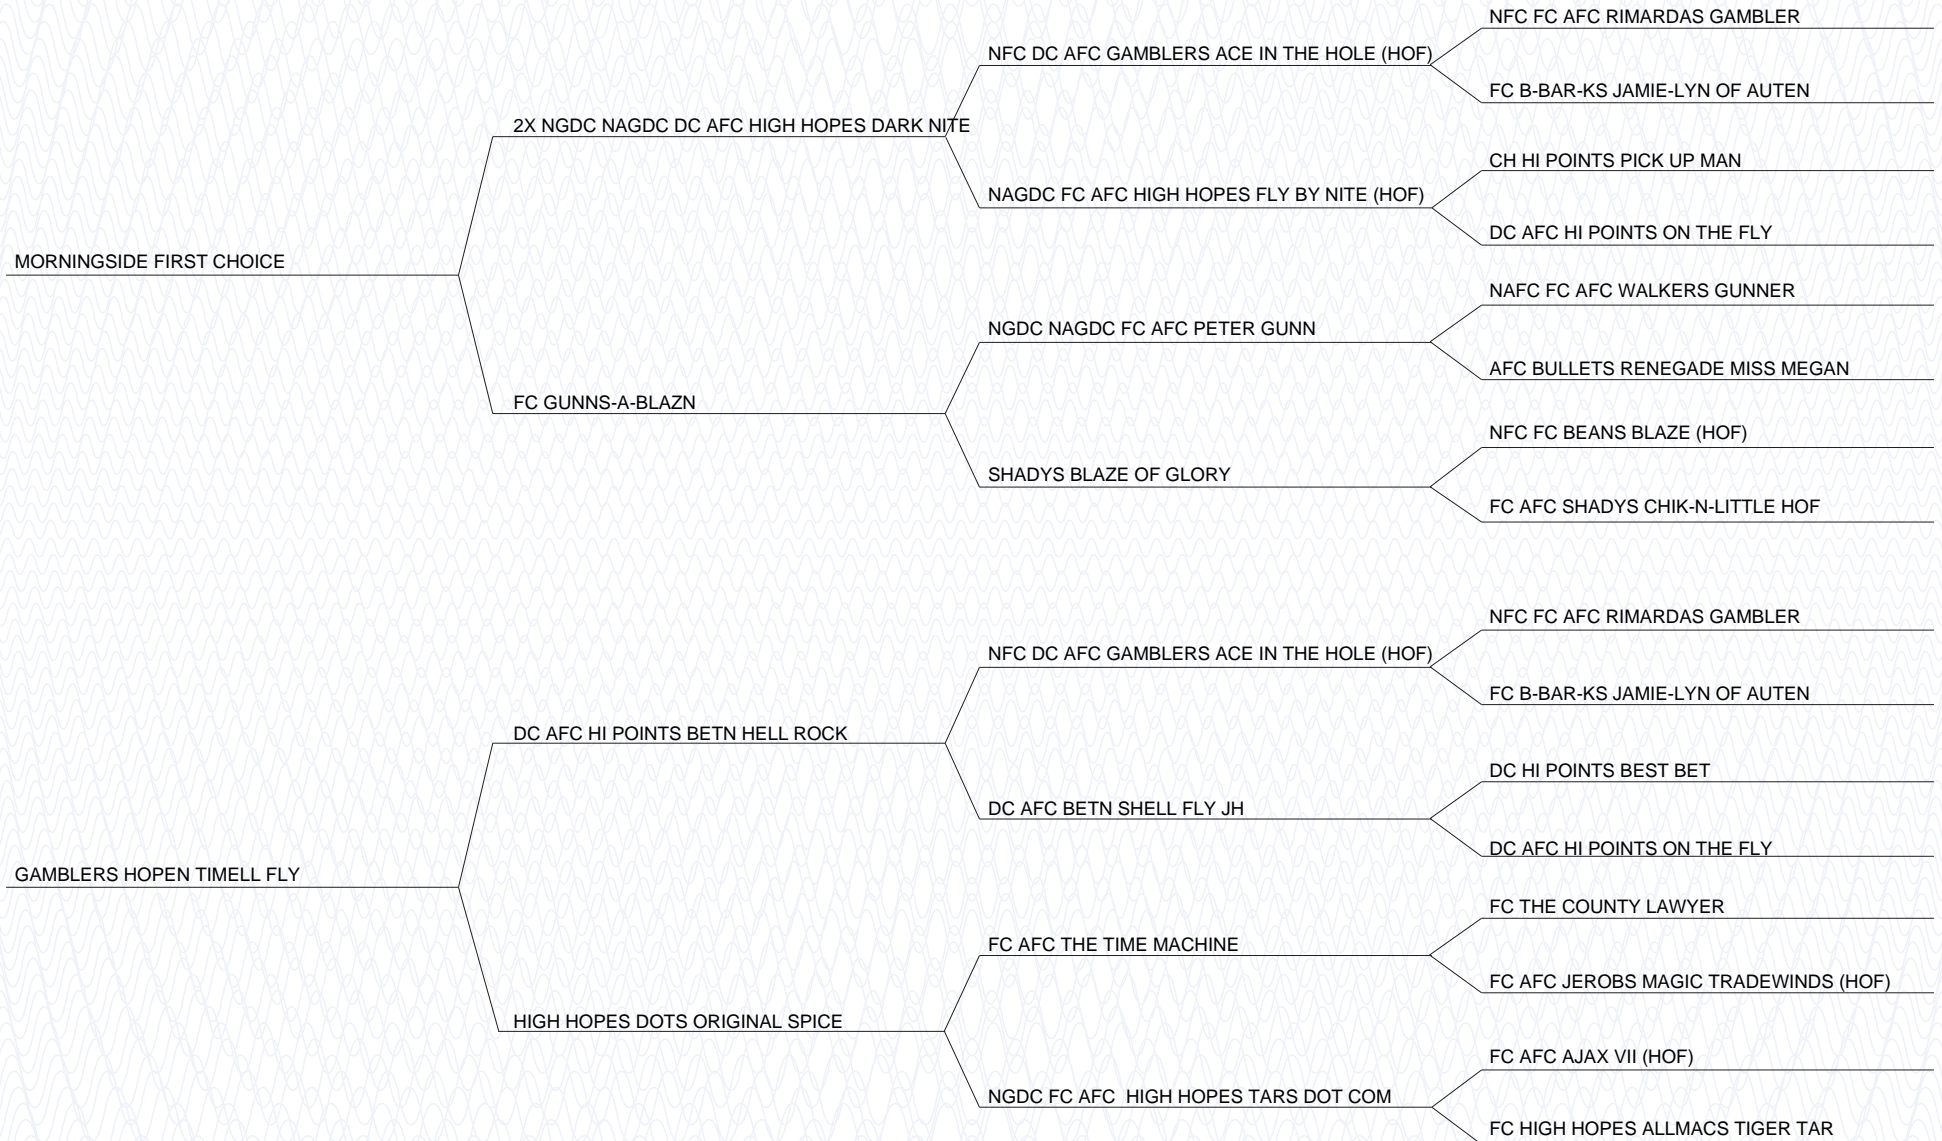 NFC FC AFC RIMARDAS GAMBLER
NFC DC AFC GAMBLERS ACE IN THE HOLE (HOF)
FC B-BAR-KS JAMIE-LYN OF AUTEN
2X NGDC NAGDC DC AFC HIGH HOPES DARK NITE
CH HI POINTS PICK UP MAN
NAGDC FC AFC HIGH HOPES FLY BY NITE (HOF)
DC AFC HI POINTS ON THE FLY
MORNINGSIDE FIRST CHOICE
NAFC FC AFC WALKERS GUNNER
NGDC NAGDC FC AFC PETER GUNN
AFC BULLETS RENEGADE MISS MEGAN
FC GUNNS-A-BLAZN
NFC FC BEANS BLAZE (HOF)
SHADYS BLAZE OF GLORY
FC AFC SHADYS CHIK-N-LITTLE HOF
NFC FC AFC RIMARDAS GAMBLER
NFC DC AFC GAMBLERS ACE IN THE HOLE (HOF)
FC B-BAR-KS JAMIE-LYN OF AUTEN
DC AFC HI POINTS BETN HELL ROCK
DC HI POINTS BEST BET
DC AFC BETN SHELL FLY JH
DC AFC HI POINTS ON THE FLY
GAMBLERS HOPEN TIMELL FLY
FC THE COUNTY LAWYER
FC AFC THE TIME MACHINE
FC AFC JEROBS MAGIC TRADEWINDS (HOF)
HIGH HOPES DOTS ORIGINAL SPICE
FC AFC AJAX VII (HOF)
NGDC FC AFC  HIGH HOPES TARS DOT COM
FC HIGH HOPES ALLMACS TIGER TAR